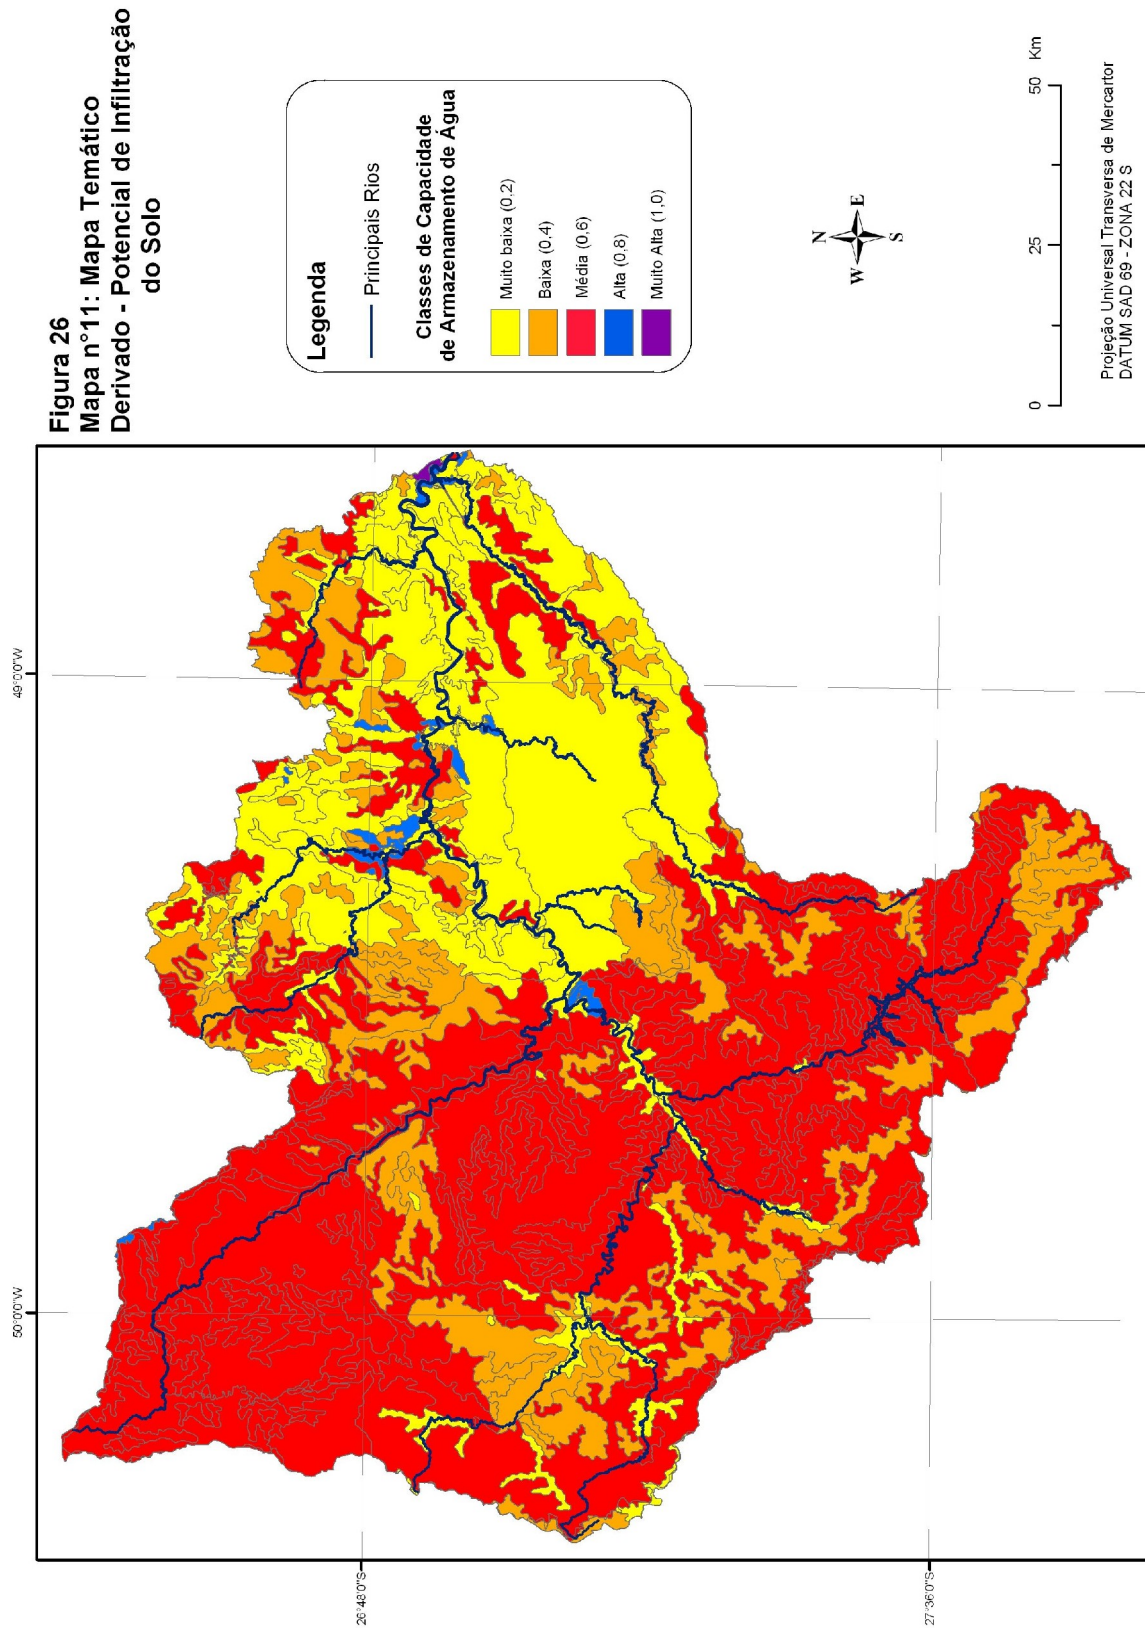 Figura 26
Mapa n°11: Mapa Temático
Derivado - Potencial de Infiltração
do Solo
Legenda
Principais Rios
Classes de Capacidade
de Armazenamento de Água
Muito baixa (0,2)
Baixa (0,4)
Média (0,6)
Alta (0,8)
Muito Alta (1,0)
N
W
E
S
0
25
50
Km
Projeção Universal Transversa de Mercartor
DATUM SAD 69 - ZONA 22 S
50°0'0"W
49°0'0"W
26°48'0"S
27°36'0"S